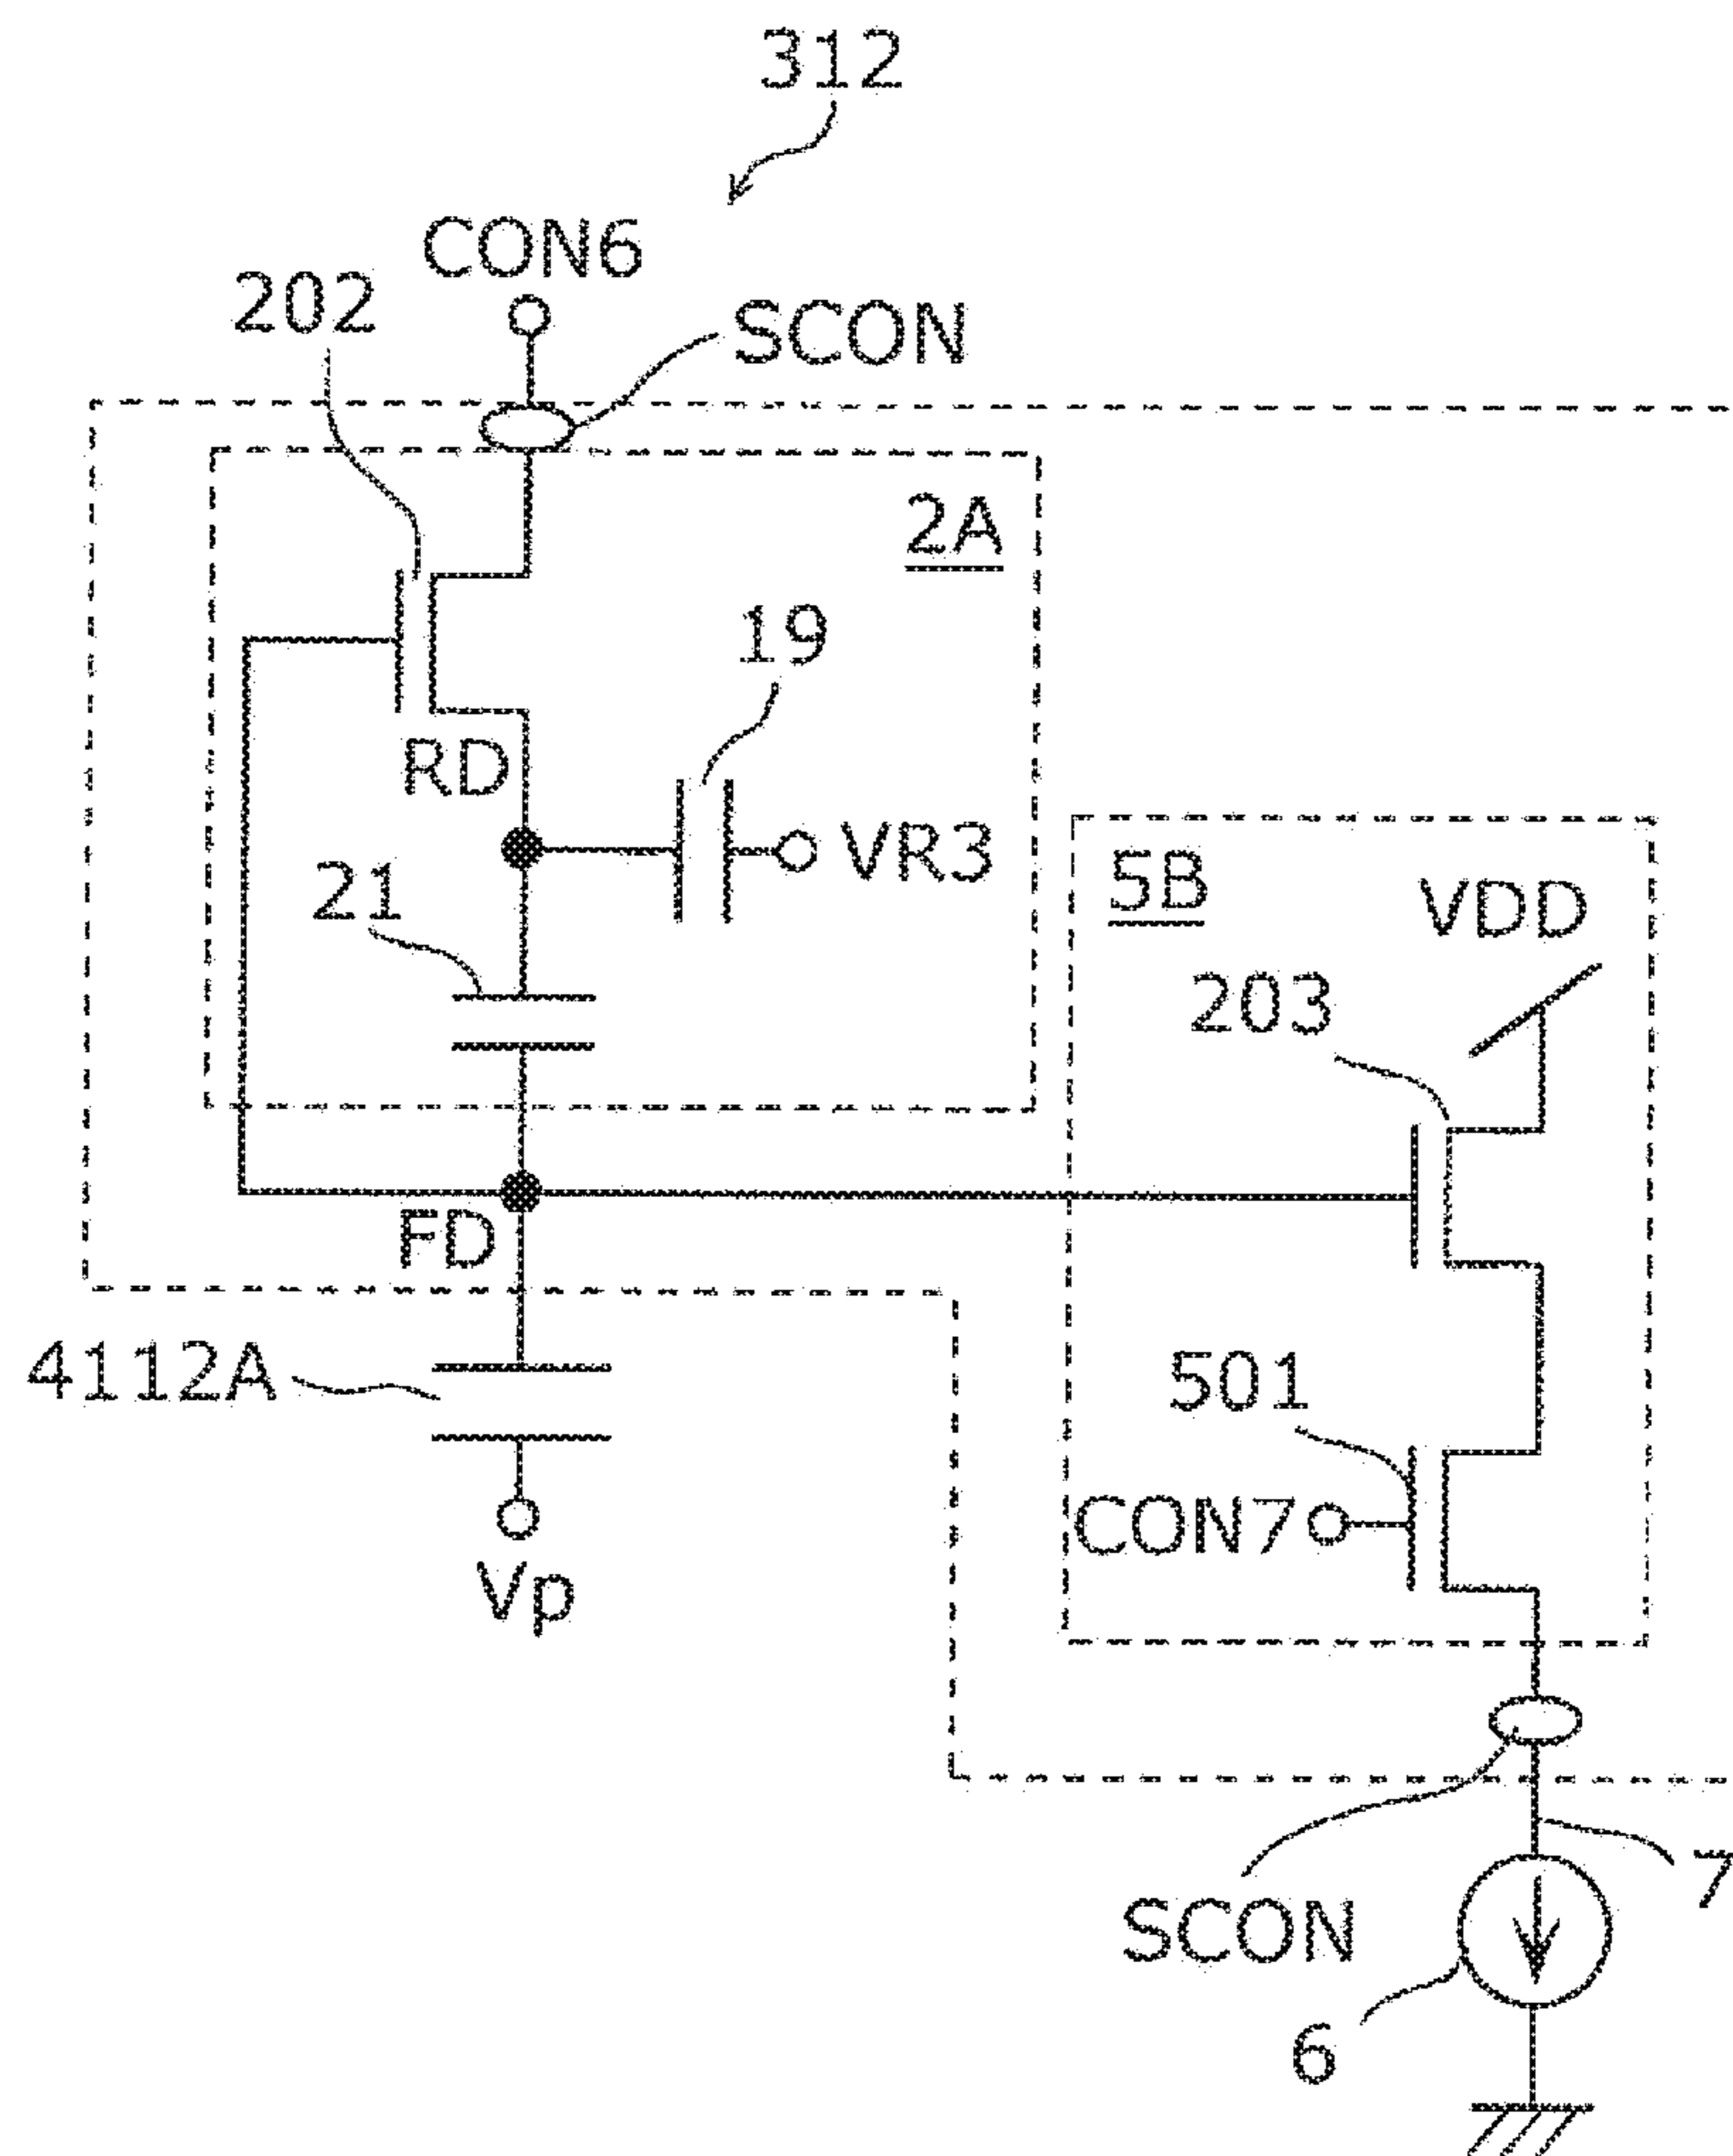 312
CON6
202
SCON
2A
19
RD
VR3
21
5B
VDD
203
FD
4112A
501
CON7
Vp
7
SCON
6